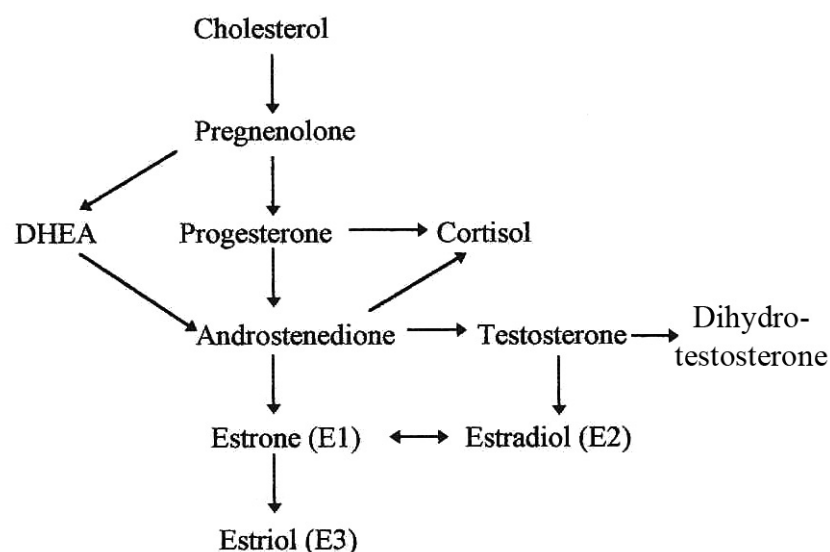 Cholesterol
Pregnenolone
DHEA
Progesterone
Cortisol
Androstenedione
Testosterone
Dihydro-
testosterone
Estrone (E1)
Estradiol (E2)
Estriol (E3)